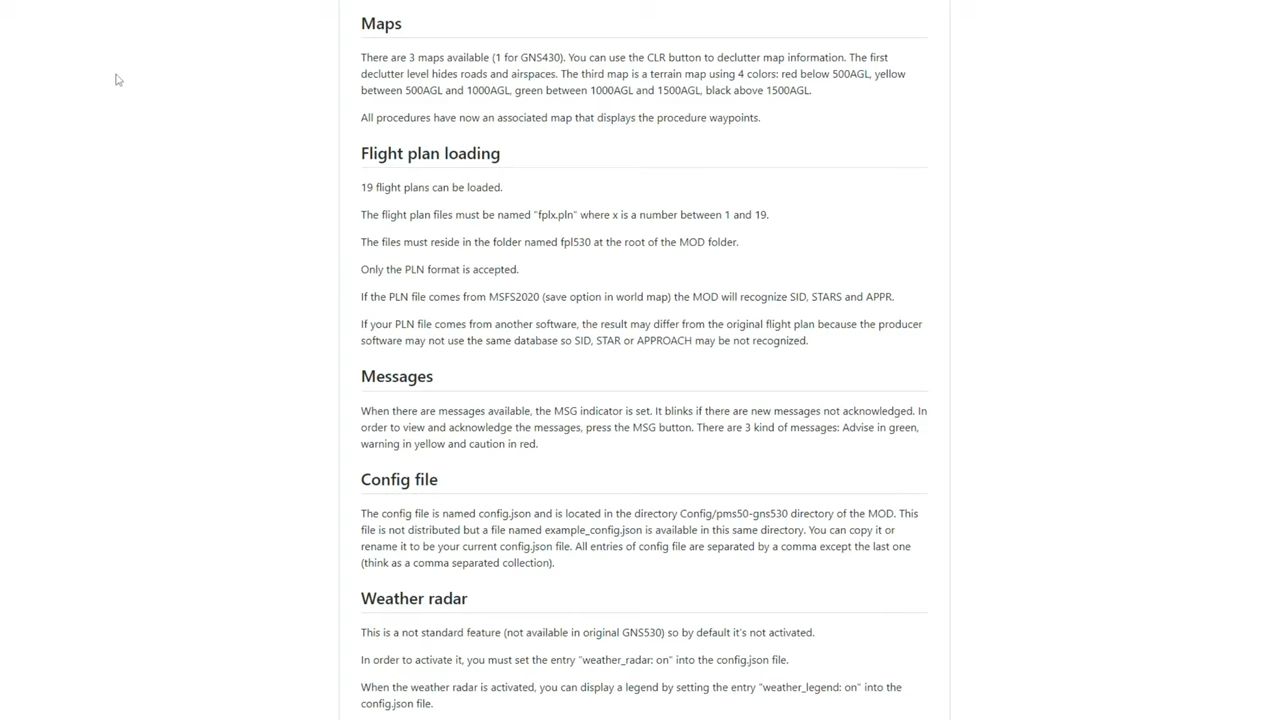 Maps
There are 3 maps available (1 for GNS430). You can use the CLR button to declutter map information. The first
declutter level hides roads and airspaces. The third map is a terrain map using 4 colors: red below 500AGL, yellow
between 500AGL and 1000AGL, green between 1000AGL and 1500AGL, black above 1500AGL.
All procedures have now an associated map that displays the procedure waypoints.
Flight plan loading
19 flight plans can be loaded.
The flight plan files must be named "fplx.pln" where x is a number between 1 and 19.
The files must reside in the folder named fpl530 at the root of the MOD folder.
Only the PLN format is accepted.
If the PLN file comes from MSFS2020 (save option in world map) the MOD will recognize SID, STARS and APPR.
If your PLN file comes from another software, the result may differ from the original flight plan because the producer
software may not use the same database so SID, STAR or APPROACH may be not recognized.
Messages
When there are messages available, the MSG indicator is set. It blinks if there are new messages not acknowledged. In
order to view and acknowledge the messages, press the MSG button. There are 3 kind of messages: Advise in green,
warning in yellow and caution in red.
Config file
The config file is named config.json and is located in the directory Config/pms50-gns530 directory of the MOD. This
file is not distributed but a file named example_config.json is available in this same directory. You can copy it or
rename it to be your current config.json file. All entries of config file are separated by a comma except the last one
(think as a comma separated collection).
Weather radar
This is a not standard feature (not available in original GNS530) so by default it's not activated.
In order to activate it, you must set the entry "weather_radar: on" into the config.json file.
When the weather radar is activated, you can display a legend by setting the entry "weather_legend: on" into the
config.json file.